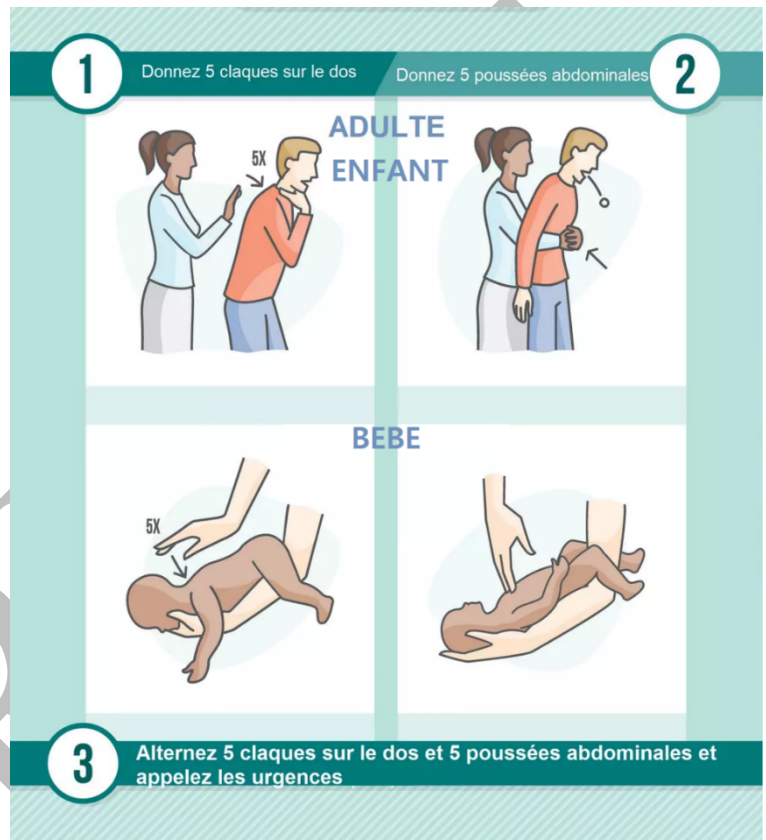 1
Donnez 5 claques sur le dos
Donnez 5 poussées abdominales
2
ADULTE
ENFANT
5X
BEBE
5X
3
Alternez 5 claques sur le dos et 5 poussées abdominales et
appelez les urgences